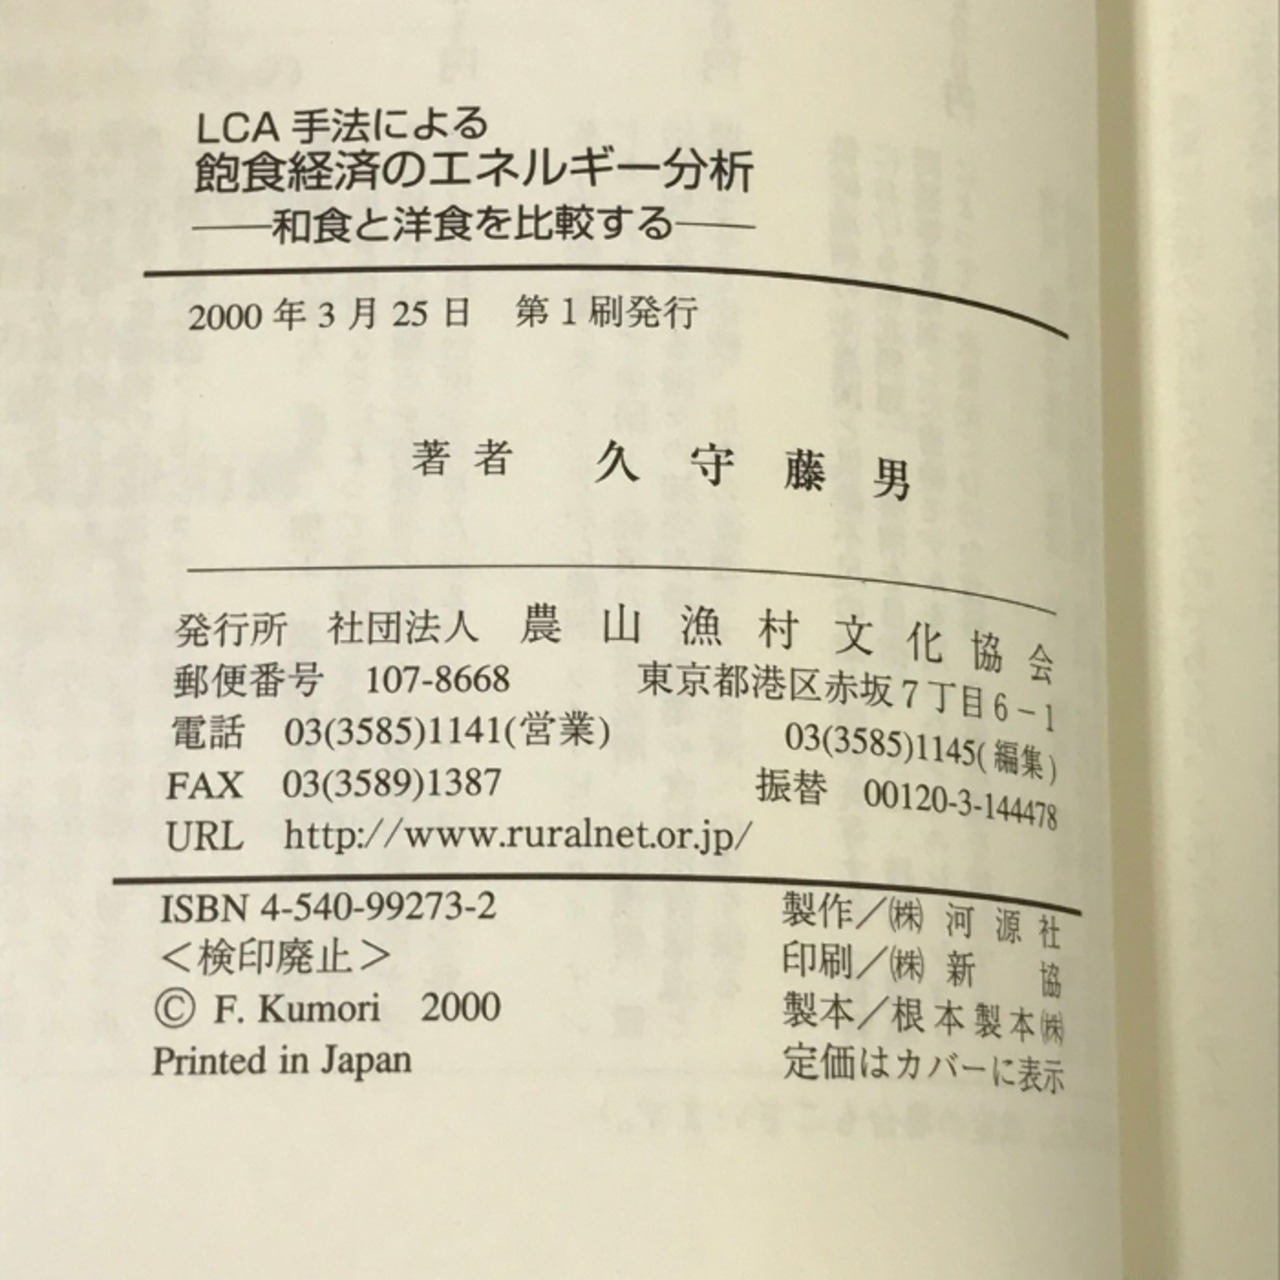 LCA 手法による
飽食経済のエネルギー分析
――和食と洋食を比較する――
2000 年 3 月 25 日　第 1 刷発行
著 者　久 守 藤 男
発行所　社団法人　農 山 漁 村 文 化 協 会
郵便番号　107-8668　東京都港区赤坂 7 丁目 6－1
電話　03(3585)1141(営業)　03(3585)1145(編集)
FAX　03(3589)1387　振替　00120-3-144478
URL　http://www.ruralnet.or.jp/
ISBN 4-540-99273-2　製作／㈱ 河 源 社
＜検印廃止＞　印刷／㈱ 新　協
© F. Kumori　2000　製本／根 本 製 本 ㈱
Printed in Japan　定価はカバーに表示